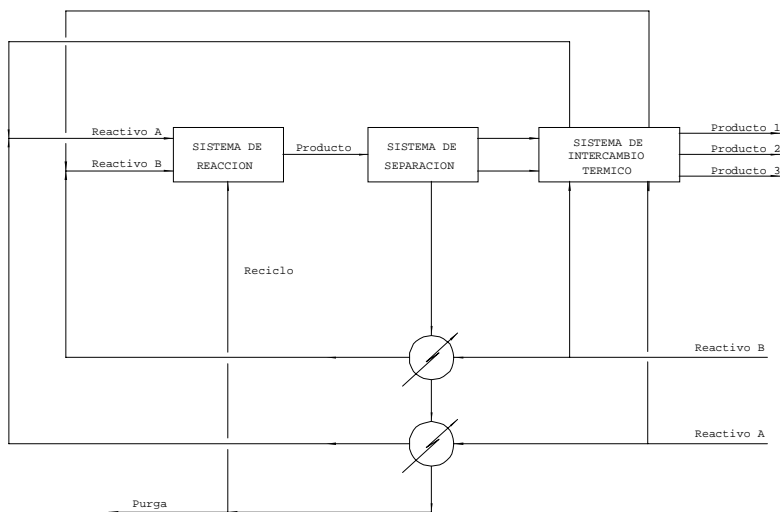 Reactivo A
Reactivo B
SISTEMA DE
REACCION
Producto
SISTEMA DE
SEPARACION
SISTEMA DE
INTERCAMBIO
TERMICO
Producto 1
Producto 2
Producto 3
Reciclo
Reactivo B
Reactivo A
Purga